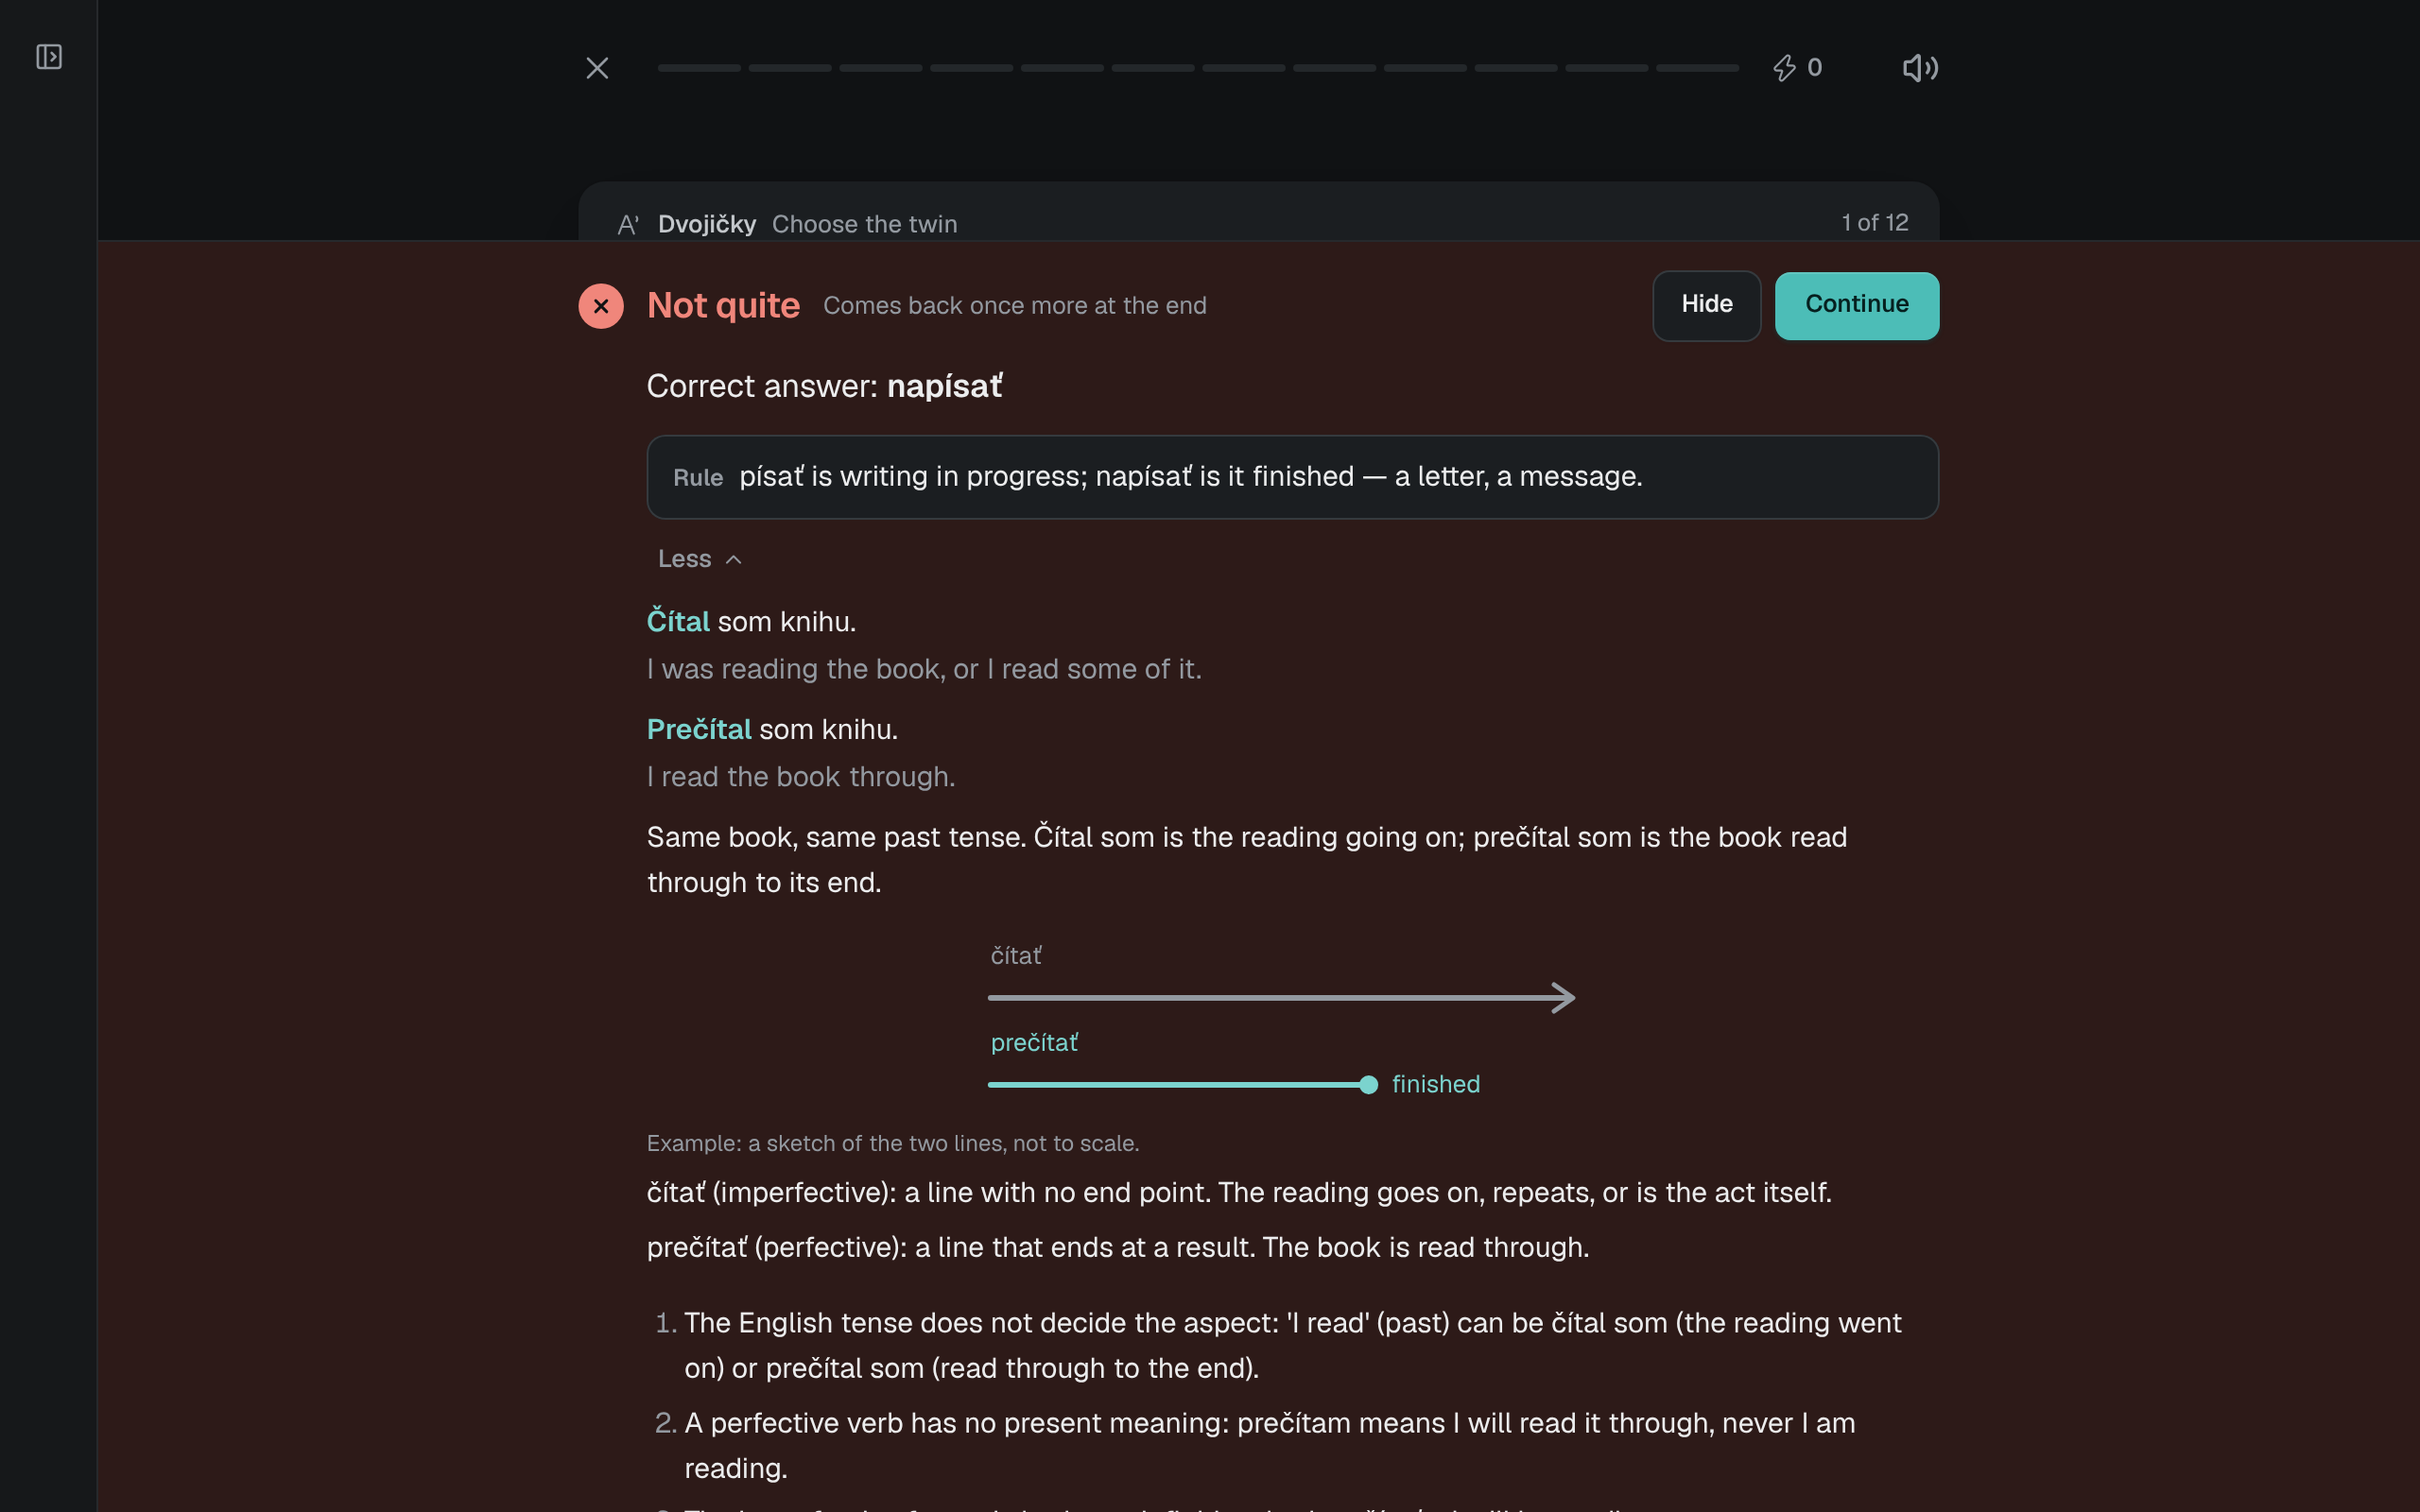 0
Dvojičky Choose the twin
1 of 12
Not quite Comes back once more at the end
Hide
Continue
Correct answer: napísať
Rule písať is writing in progress; napísať is it finished — a letter, a message.
Less
Čítal som knihu.
I was reading the book, or I read some of it.
Prečítal som knihu.
I read the book through.
Same book, same past tense. Čítal som is the reading going on; prečítal som is the book read
through to its end.
čítať
prečítať
finished
Example: a sketch of the two lines, not to scale.
čítať (imperfective): a line with no end point. The reading goes on, repeats, or is the act itself.
prečítať (perfective): a line that ends at a result. The book is read through.
1. The English tense does not decide the aspect: 'I read' (past) can be čítal som (the reading went
on) or prečítal som (read through to the end).
2. A perfective verb has no present meaning: prečítam means I will read it through, never I am
reading.